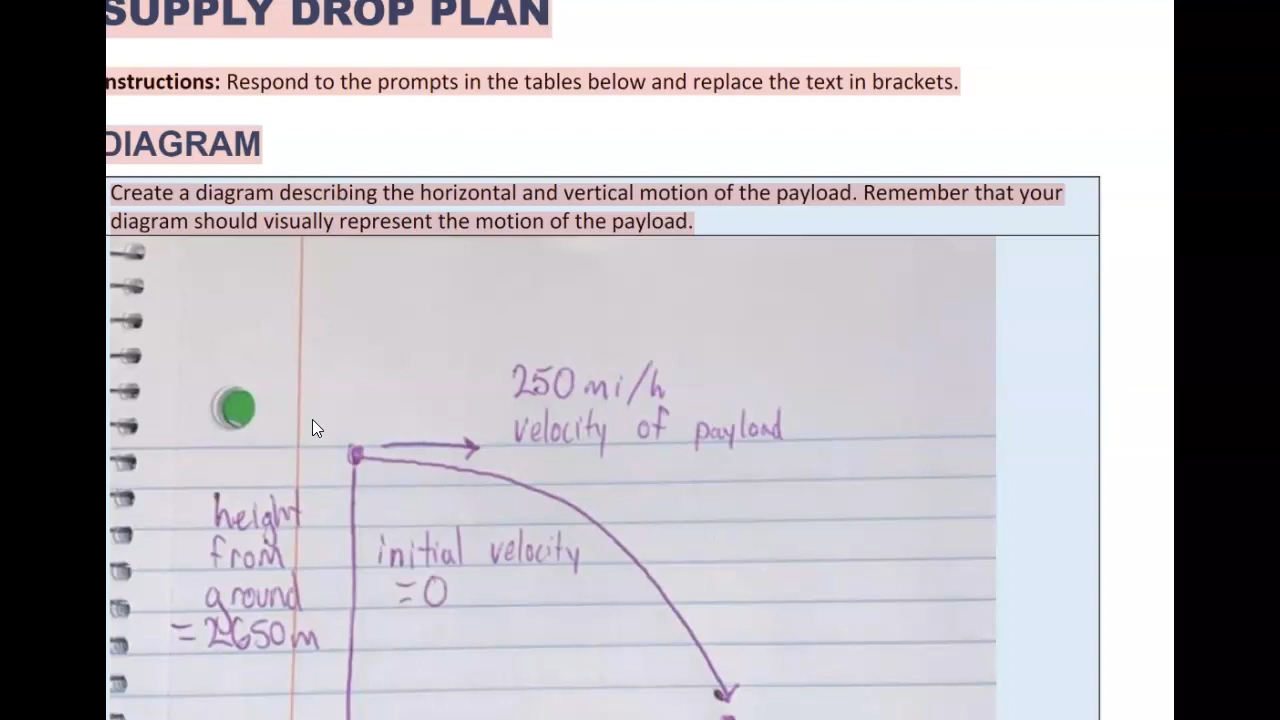 SUPPLY DROP PLAN
nstructions: Respond to the prompts in the tables below and replace the text in brackets.
DIAGRAM
Create a diagram describing the horizontal and vertical motion of the payload. Remember that your
diagram should visually represent the motion of the payload.
250 mi/h
velocity of payload
height
from
ground
= 2650m
initial velocity
= 0